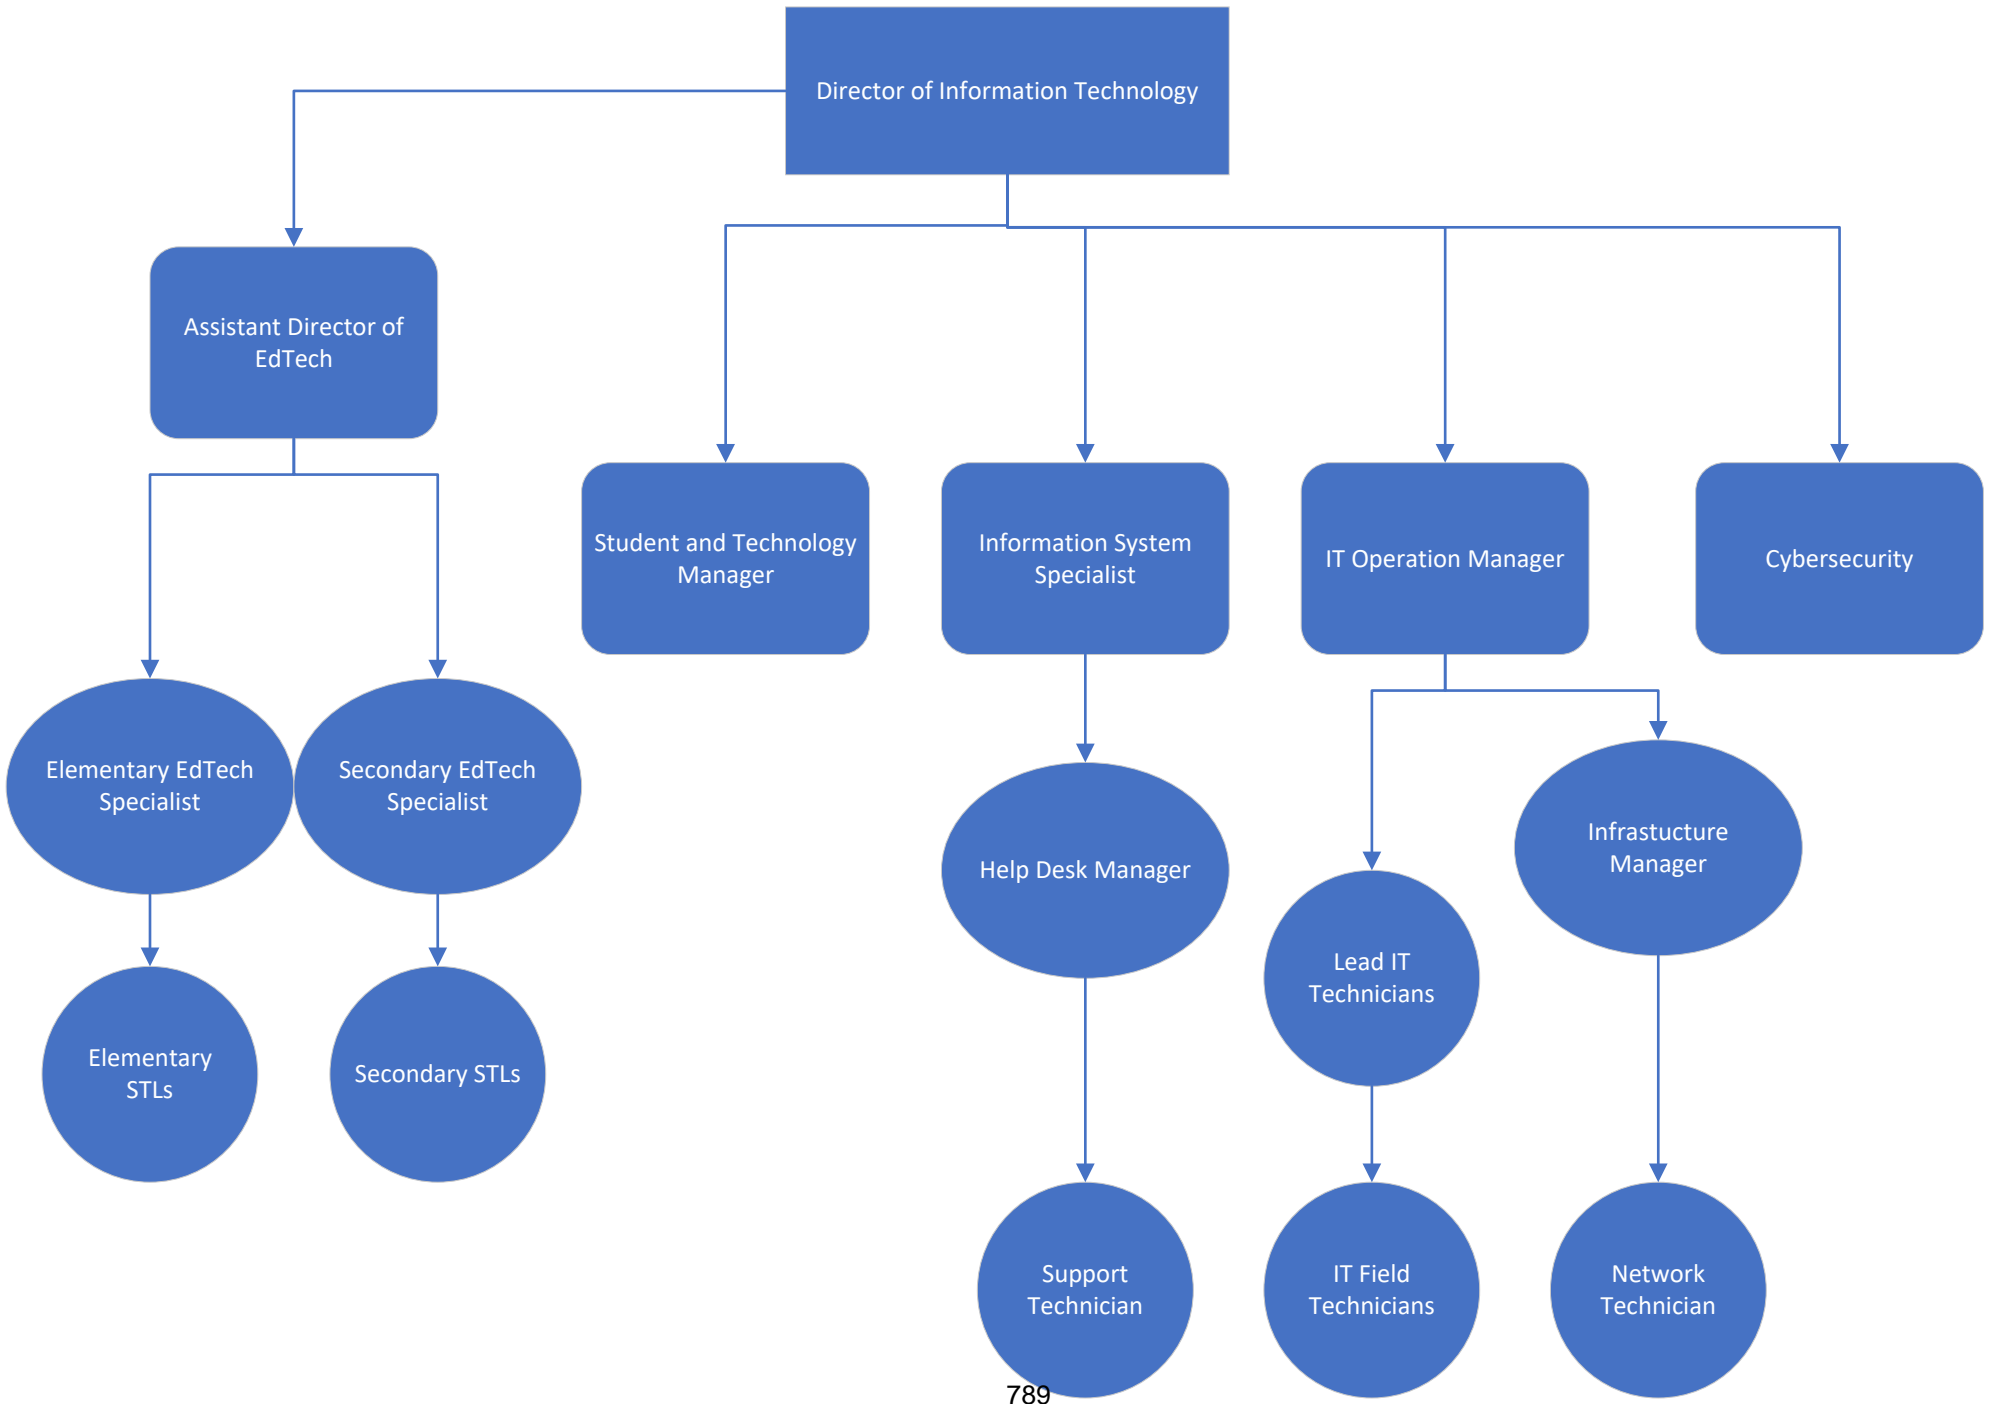 Director of Information Technology
Assistant Director of
EdTech
Student and Technology
Manager
Information System
Specialist
IT Operation Manager
Cybersecurity
Elementary EdTech
Specialist
Secondary EdTech
Specialist
Help Desk Manager
Infrastucture
Manager
Lead IT
Technicians
Elementary
STLs
Secondary STLs
Support
Technician
IT Field
Technicians
Network
Technician
789